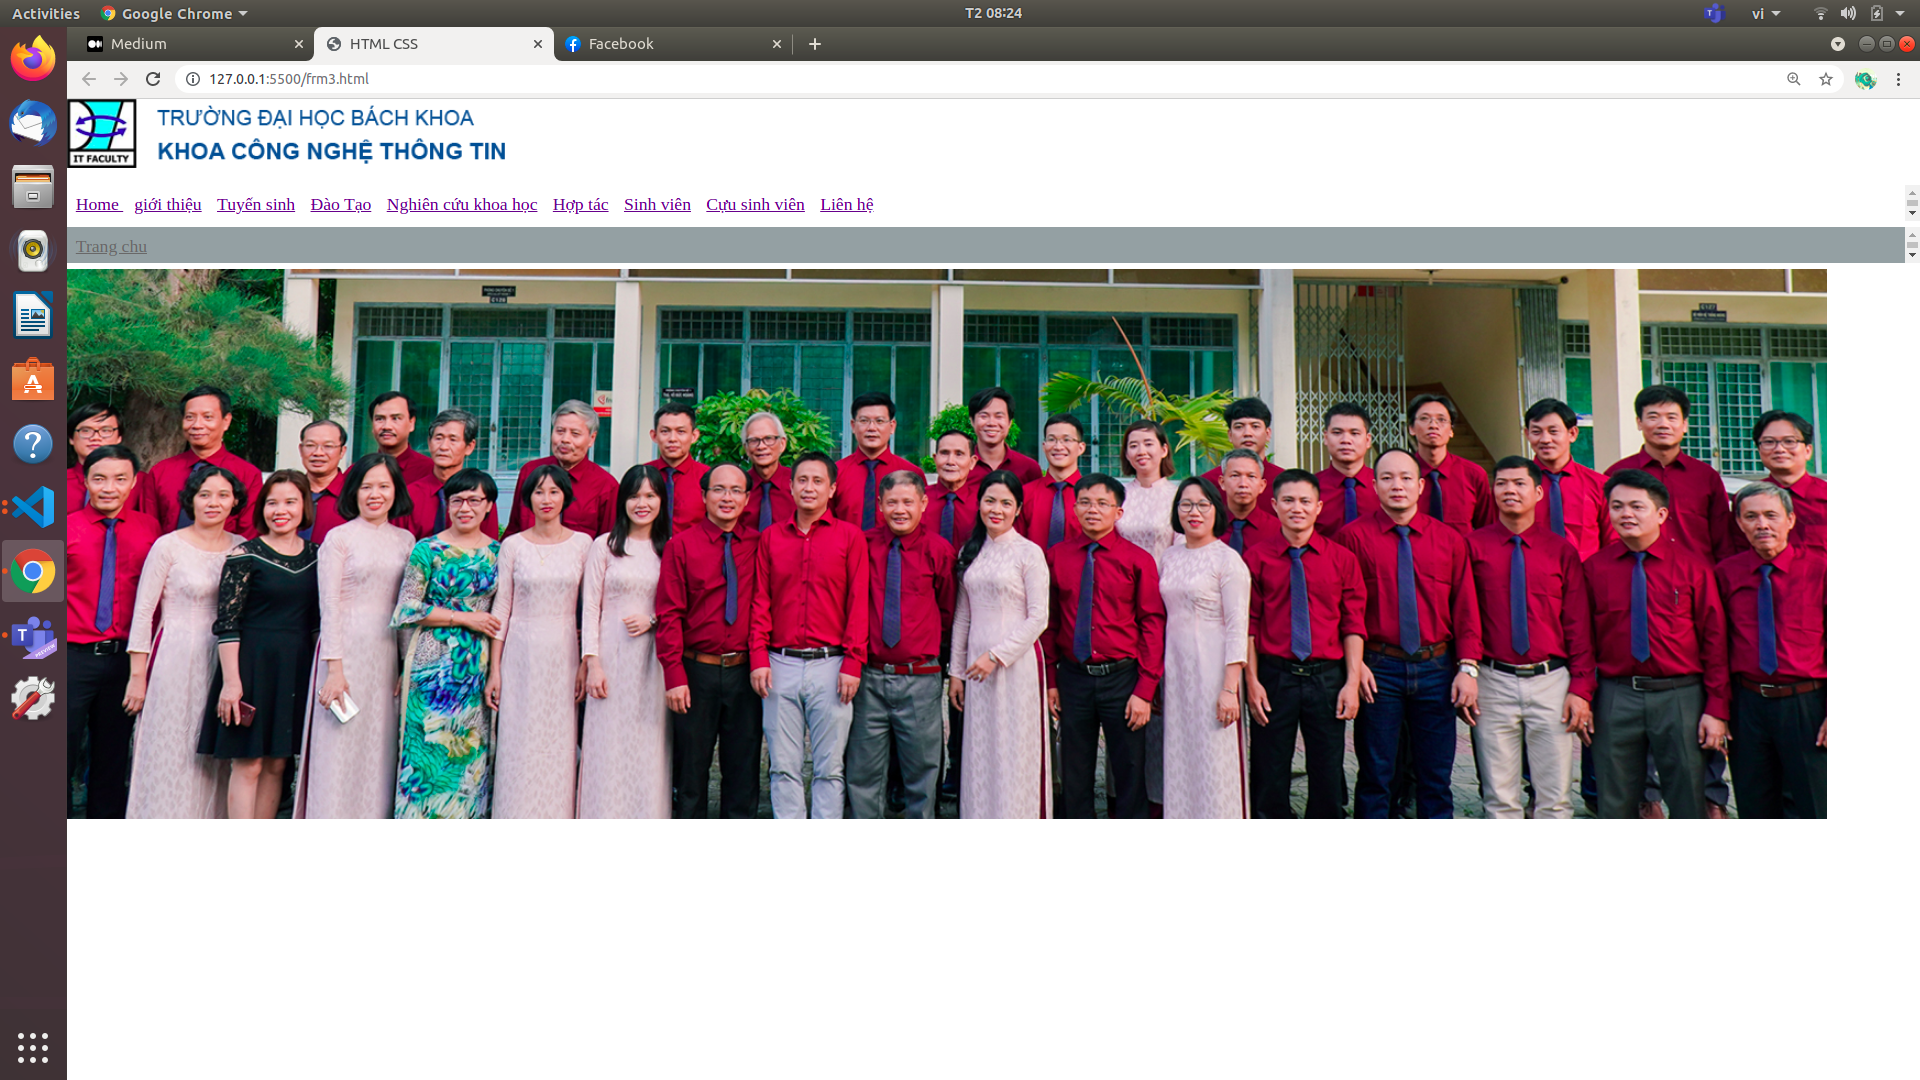 Activities Google Chrome T2 08:24 vi
Medium HTML CSS Facebook
127.0.0.1:5500/frm3.html
TRƯỜNG ĐẠI HỌC BÁCH KHOA
KHOA CÔNG NGHỆ THÔNG TIN
IT FACULTY
Home giới thiệu Tuyển sinh Đào Tạo Nghiên cứu khoa học Hợp tác Sinh viên Cựu sinh viên Liên hệ
Trang chu
T
PREVIEW